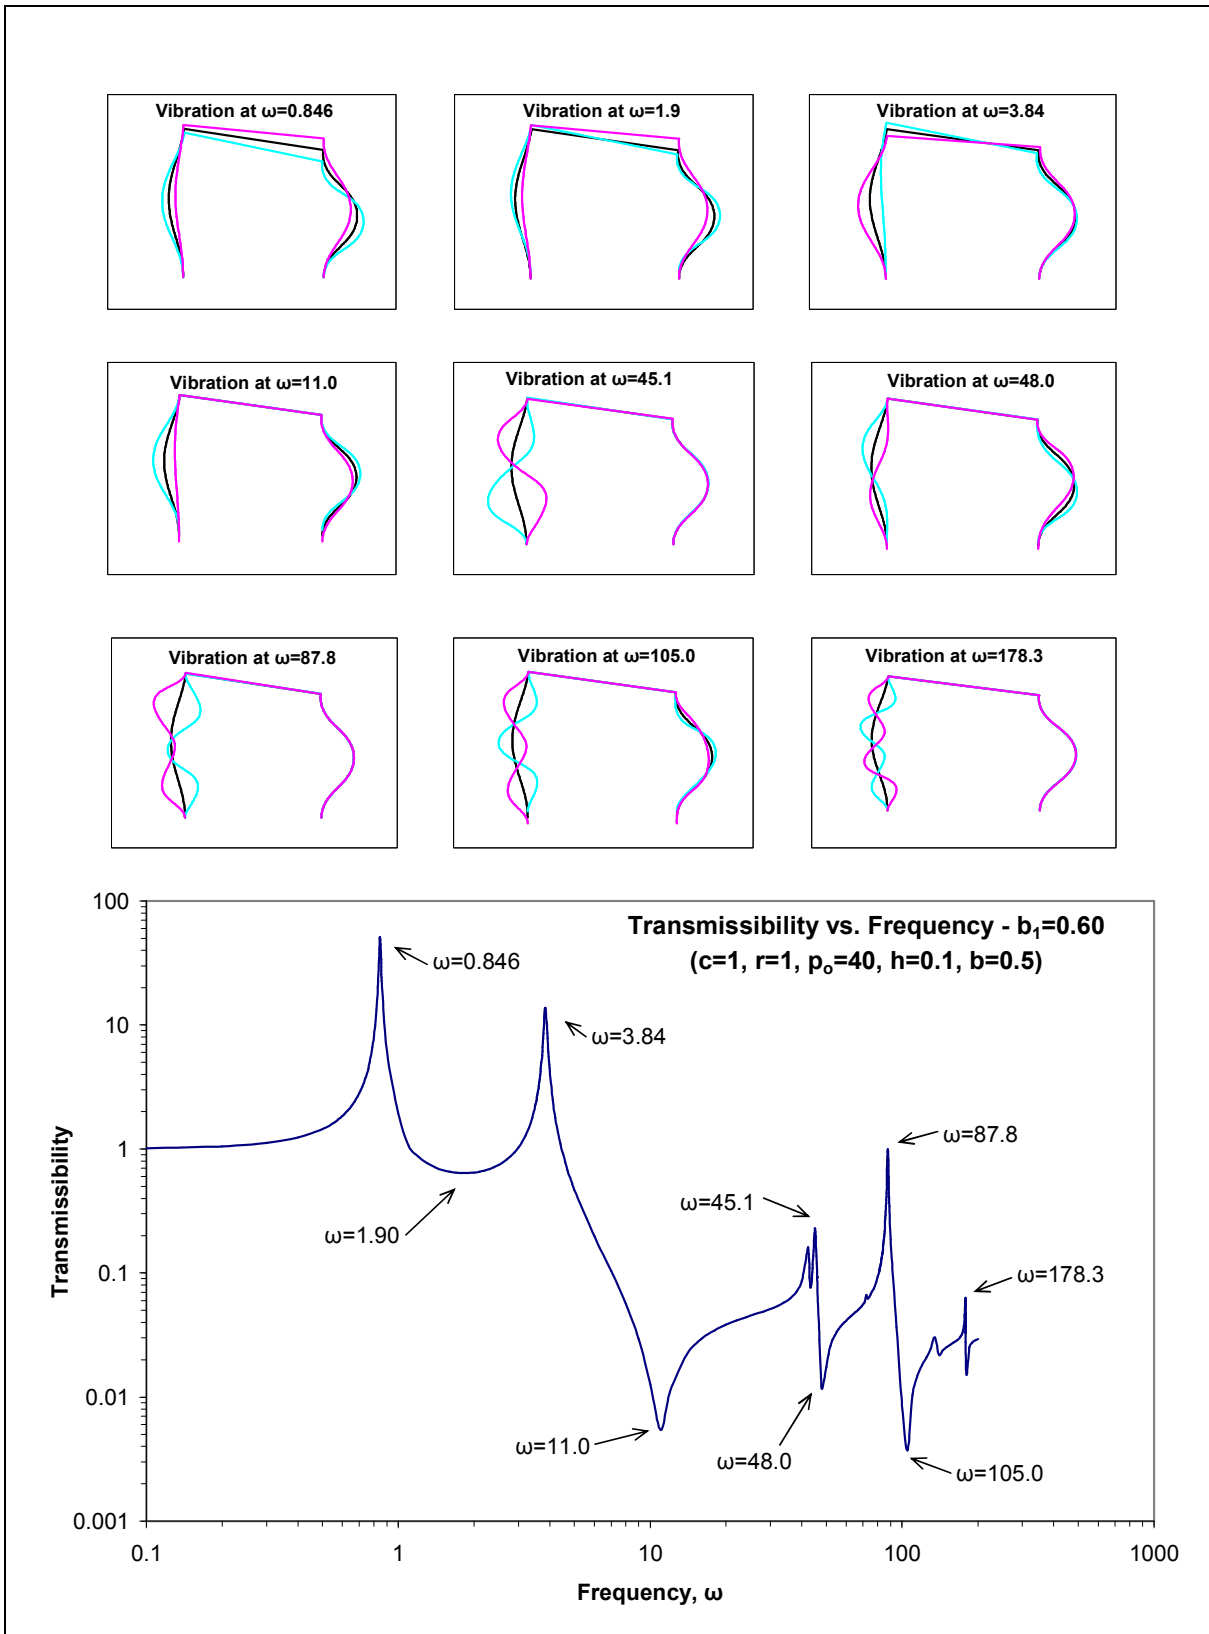 Vibration at ω=0.846
Vibration at ω=1.9
Vibration at ω=3.84
Vibration at ω=11.0
Vibration at ω=45.1
Vibration at ω=48.0
Vibration at ω=87.8
Vibration at ω=105.0
Vibration at ω=178.3
Transmissibility vs. Frequency - b₁=0.60
(c=1, r=1, pₒ=40, h=0.1, b=0.5)
100
10
1
0.1
0.01
0.001
Transmissibility
ω=0.846
ω=3.84
ω=1.90
ω=11.0
ω=45.1
ω=48.0
ω=87.8
ω=105.0
ω=178.3
0.1
1
10
100
1000
Frequency, ω